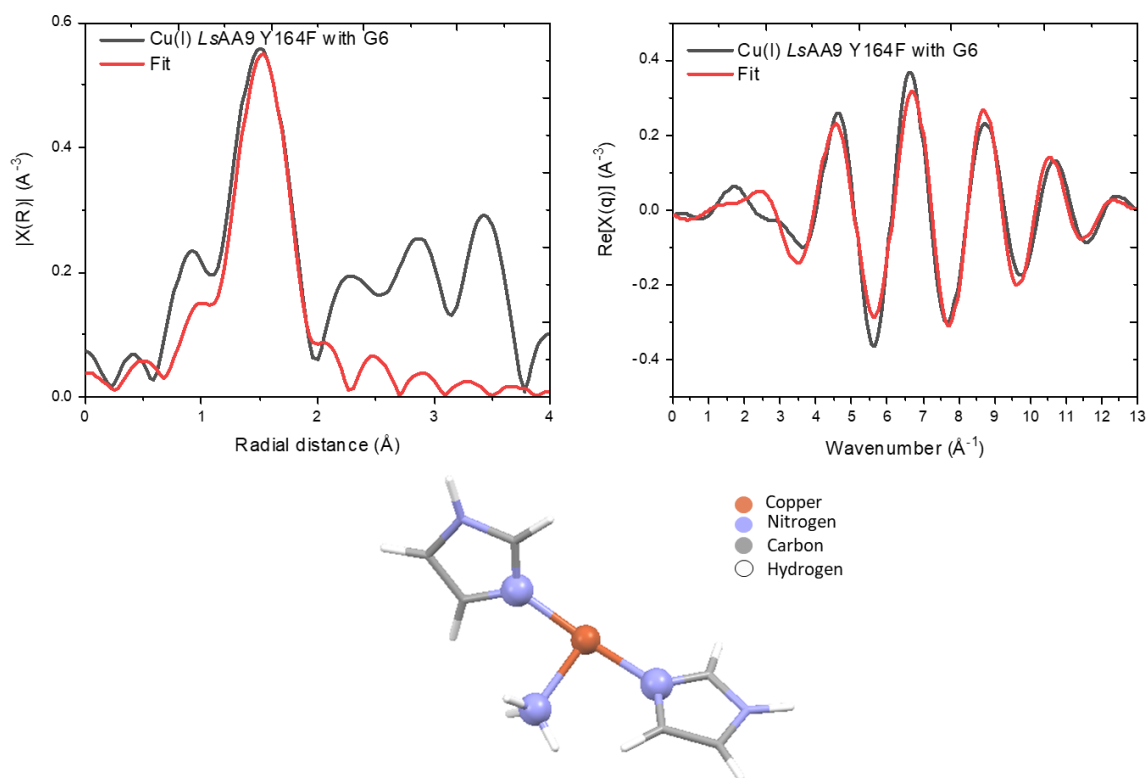 Cu(I) LsAA9 Y164F with G6
Fit
|X(R)| (A⁻³)
0.6
0.4
0.2
0.0
0 1 2 3 4
Radial distance (Å)
Cu(I) LsAA9 Y164F with G6
Fit
Re[X(q)] (A⁻³)
0.4
0.2
0.0
-0.2
-0.4
0 1 2 3 4 5 6 7 8 9 10 11 12 13
Wavenumber (Å⁻¹)
Copper
Nitrogen
Carbon
Hydrogen